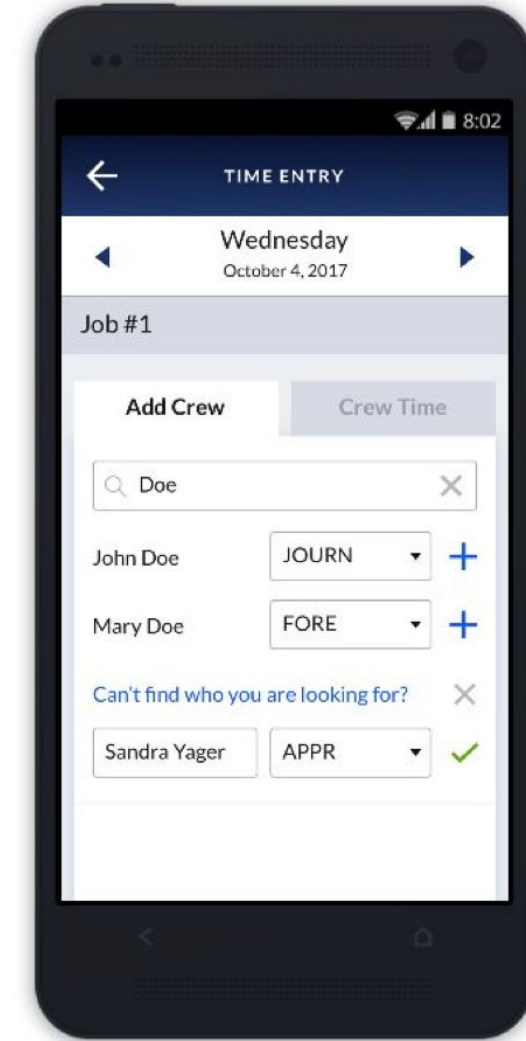 8:02
TIME ENTRY
Wednesday
October 4, 2017
Job #1
Add Crew Crew Time
Doe
John Doe JOURN
Mary Doe FORE
Can't find who you are looking for?
Sandra Yager APPR